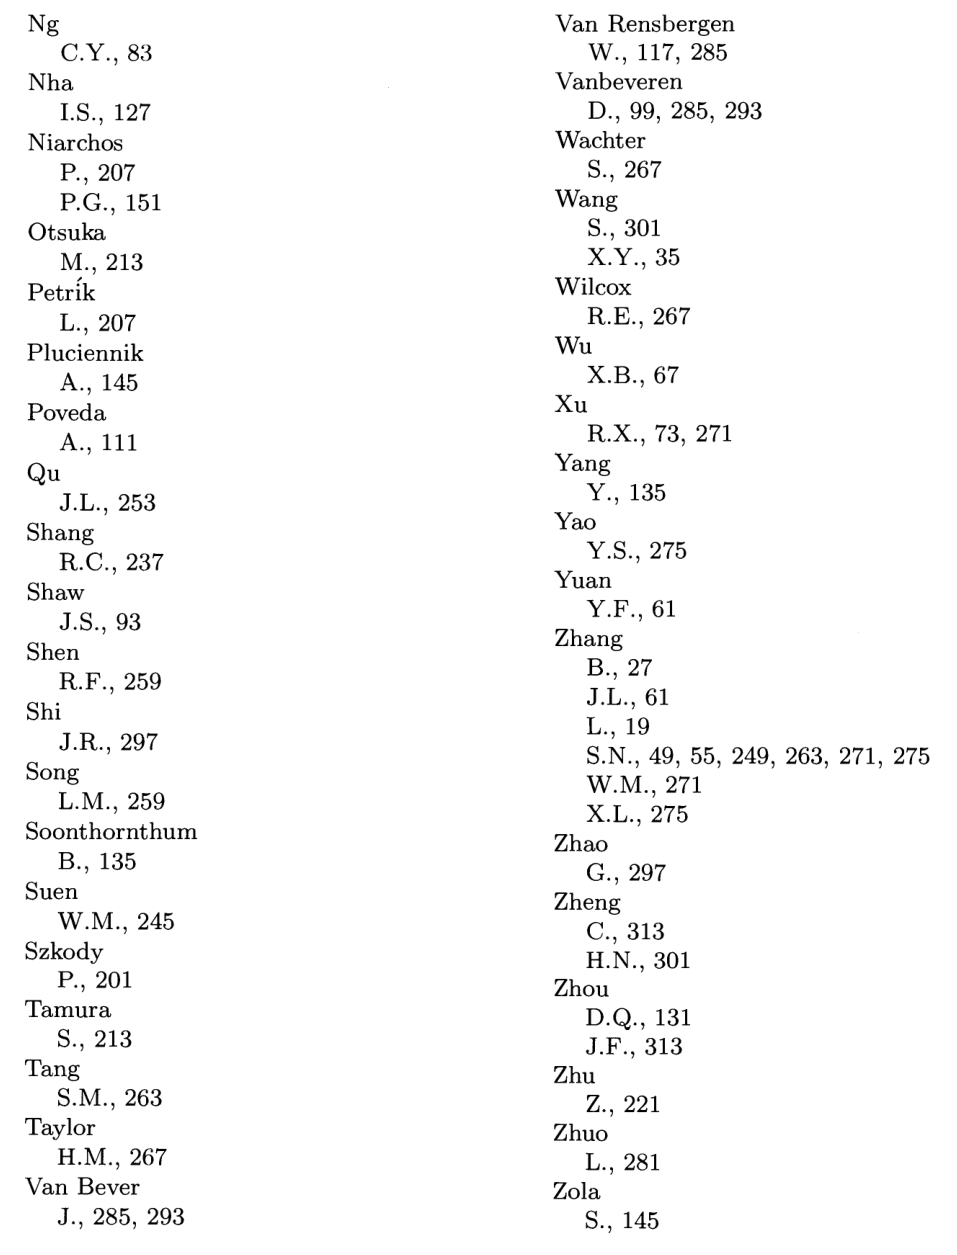 Ng
C.Y., 83
Nha
I.S., 127
Niarchos
P., 207
P.G., 151
Otsuka
M., 213
Petrík
L., 207
Pluciennik
A., 145
Poveda
A., 111
Qu
J.L., 253
Shang
R.C., 237
Shaw
J.S., 93
Shen
R.F., 259
Shi
J.R., 297
Song
L.M., 259
Soonthornthum
B., 135
Suen
W.M., 245
Szkody
P., 201
Tamura
S., 213
Tang
S.M., 263
Taylor
H.M., 267
Van Bever
J., 285, 293
Van Rensbergen
W., 117, 285
Vanbeveren
D., 99, 285, 293
Wachter
S., 267
Wang
S., 301
X.Y., 35
Wilcox
R.E., 267
Wu
X.B., 67
Xu
R.X., 73, 271
Yang
Y., 135
Yao
Y.S., 275
Yuan
Y.F., 61
Zhang
B., 27
J.L., 61
L., 19
S.N., 49, 55, 249, 263, 271, 275
W.M., 271
X.L., 275
Zhao
G., 297
Zheng
C., 313
H.N., 301
Zhou
D.Q., 131
J.F., 313
Zhu
Z., 221
Zhuo
L., 281
Zola
S., 145